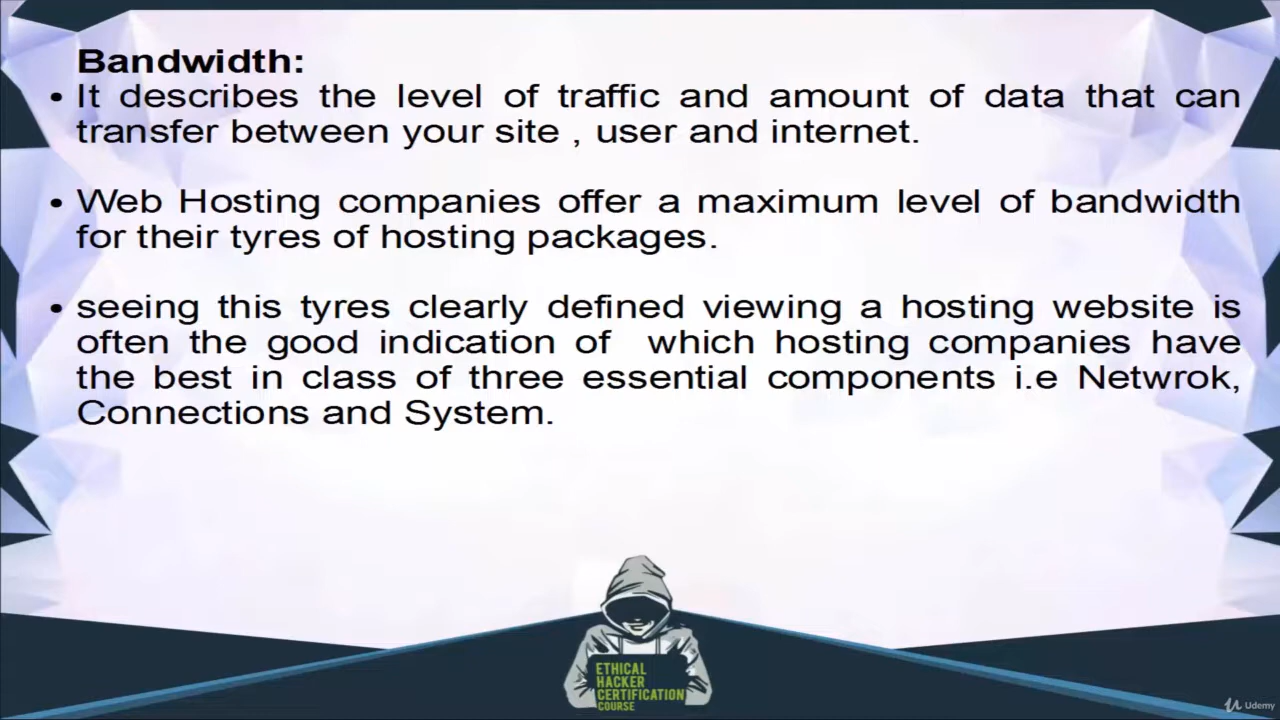 Bandwidth:
• It describes the level of traffic and amount of data that can
transfer between your site , user and internet.
• Web Hosting companies offer a maximum level of bandwidth
for their tyres of hosting packages.
• seeing this tyres clearly defined viewing a hosting website is
often the good indication of which hosting companies have
the best in class of three essential components i.e Netwrok,
Connections and System.
ETHICAL
HACKER
CERTIFICATION
COURSE
Udemy